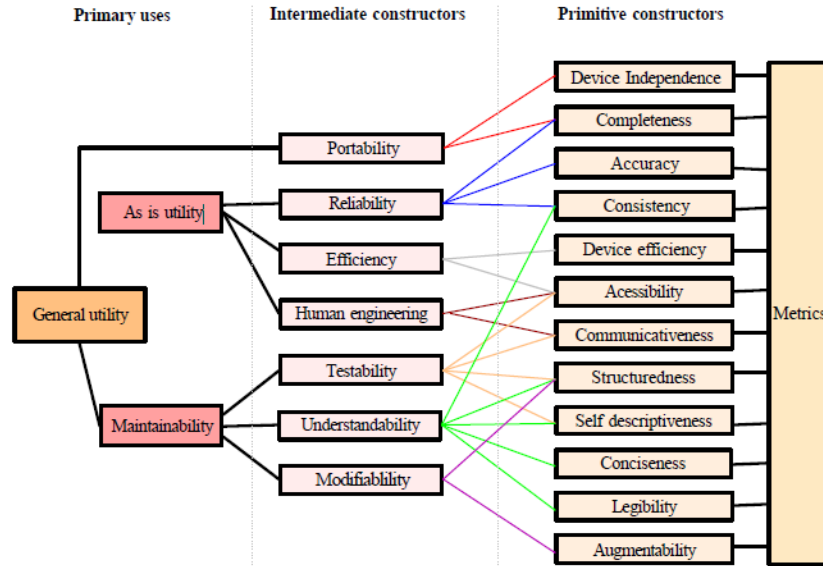 Primary uses
Intermediate constructors
Primitive constructors
Device Independence
Completeness
Portability
Accuracy
As is utility
Reliability
Consistency
Efficiency
Device efficiency
Acessibility
General utility
Human engineering
Communicativeness
Metrics
Testability
Structuredness
Maintainability
Understandability
Self descriptiveness
Modifiablility
Conciseness
Legibility
Augmentability